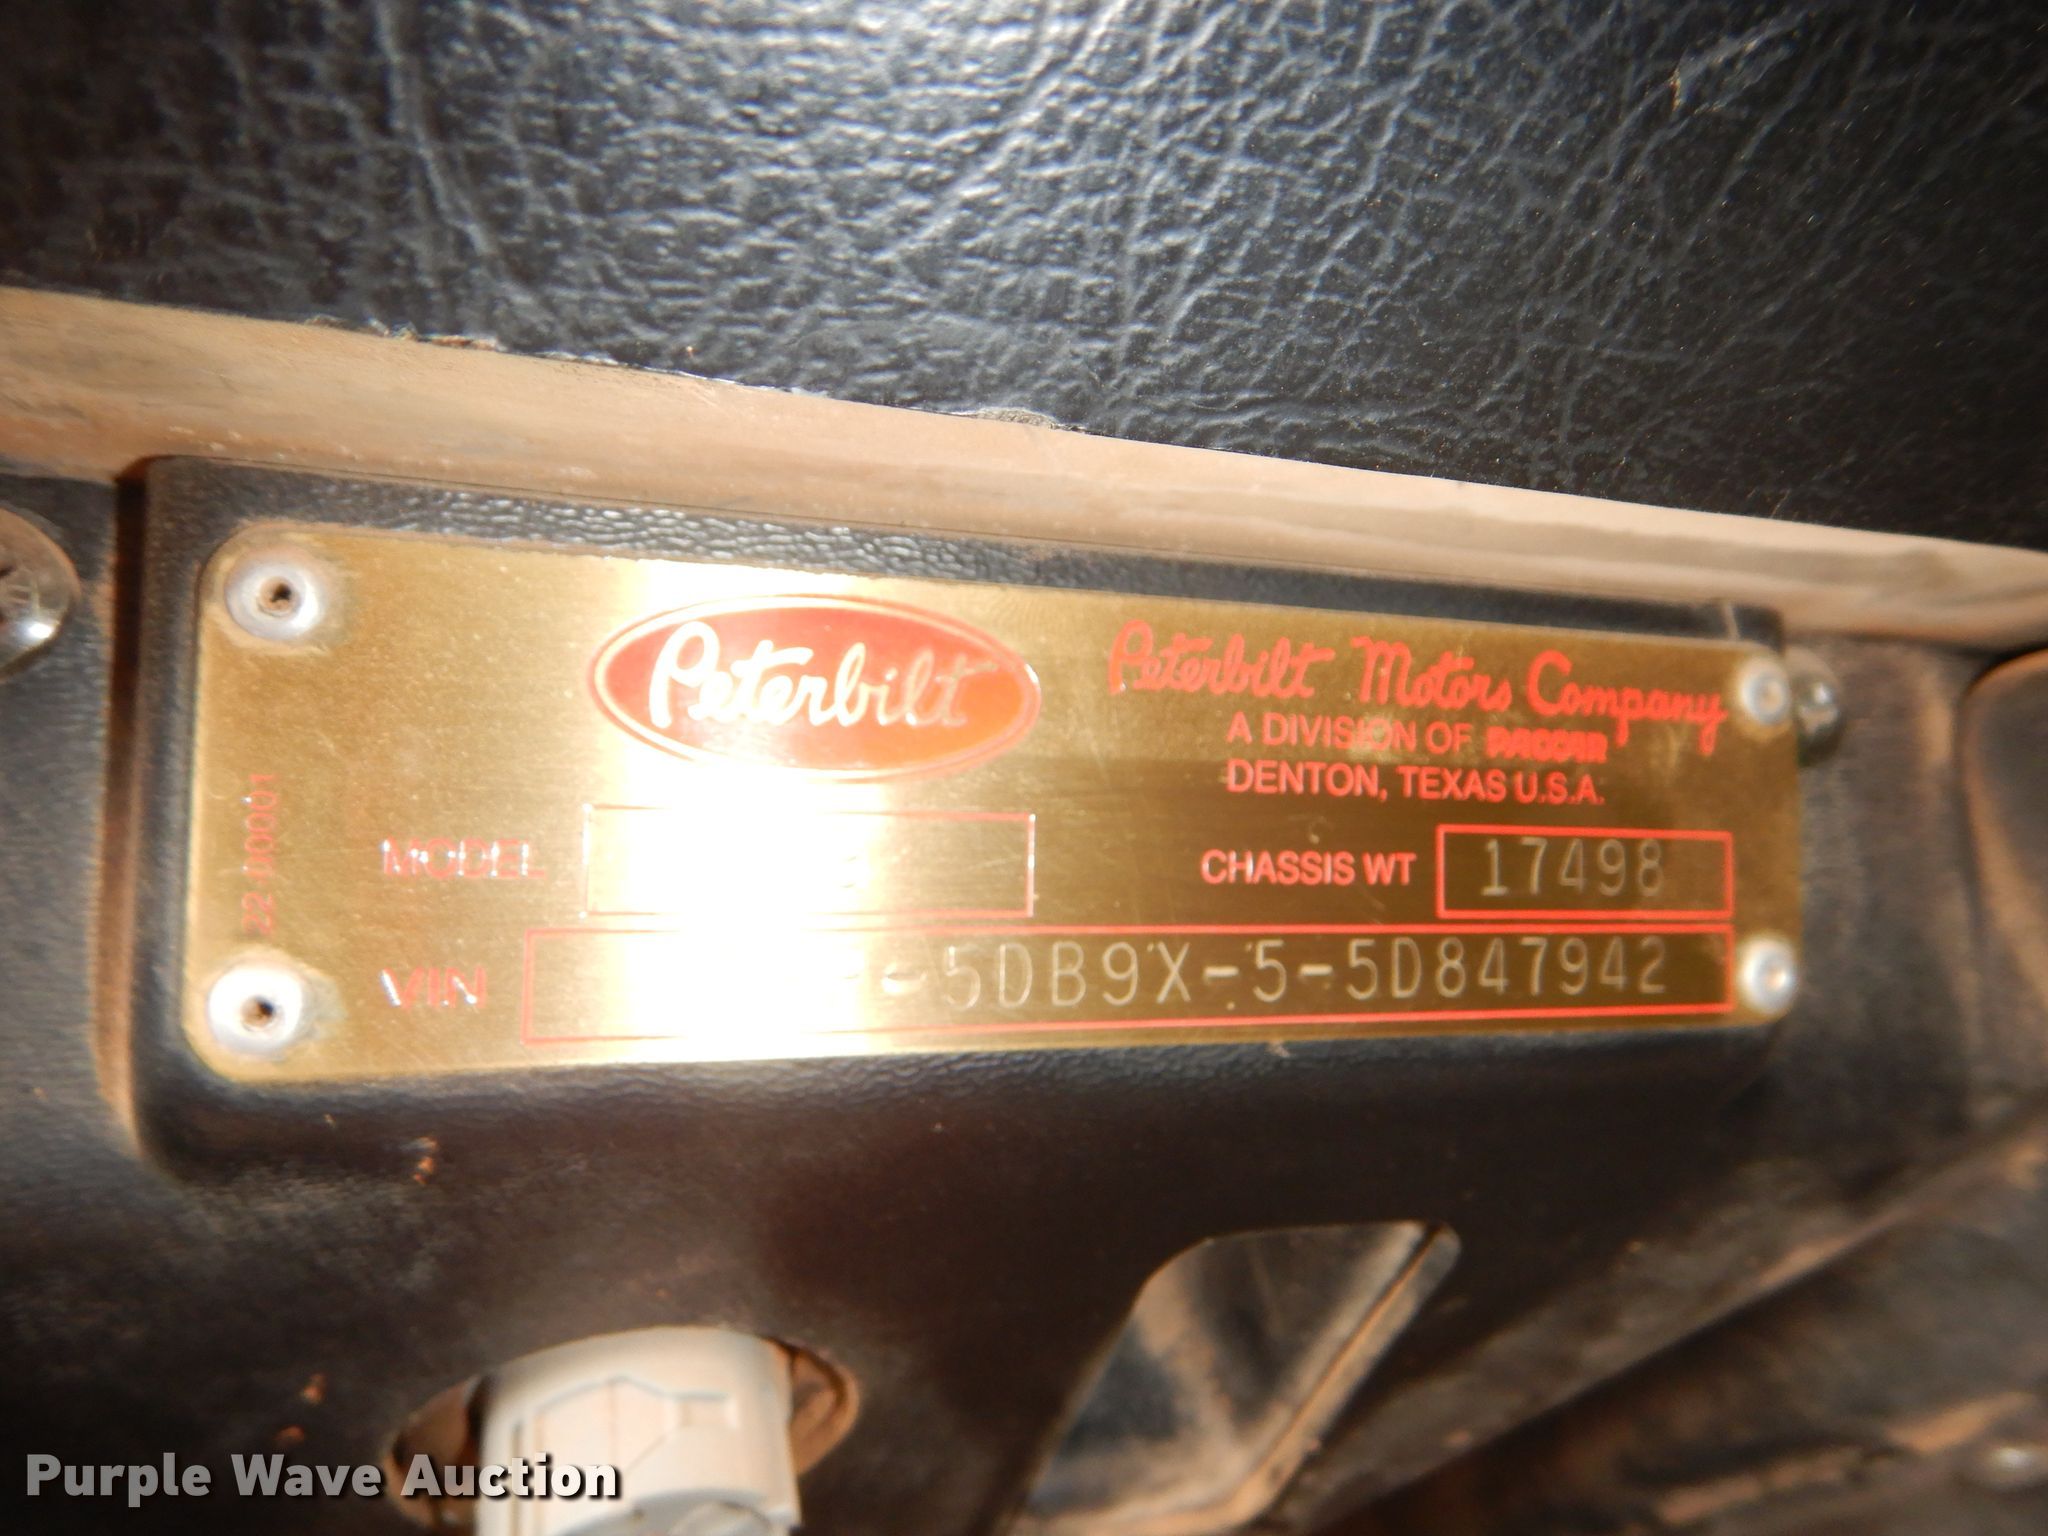 Peterbilt
Peterbilt Motors Company
A DIVISION OF PACCAR
DENTON, TEXAS U.S.A.
22-00001
MODEL
CHASSIS WT 17498
VIN -5DB9X-5-5D847942
Purple Wave Auction